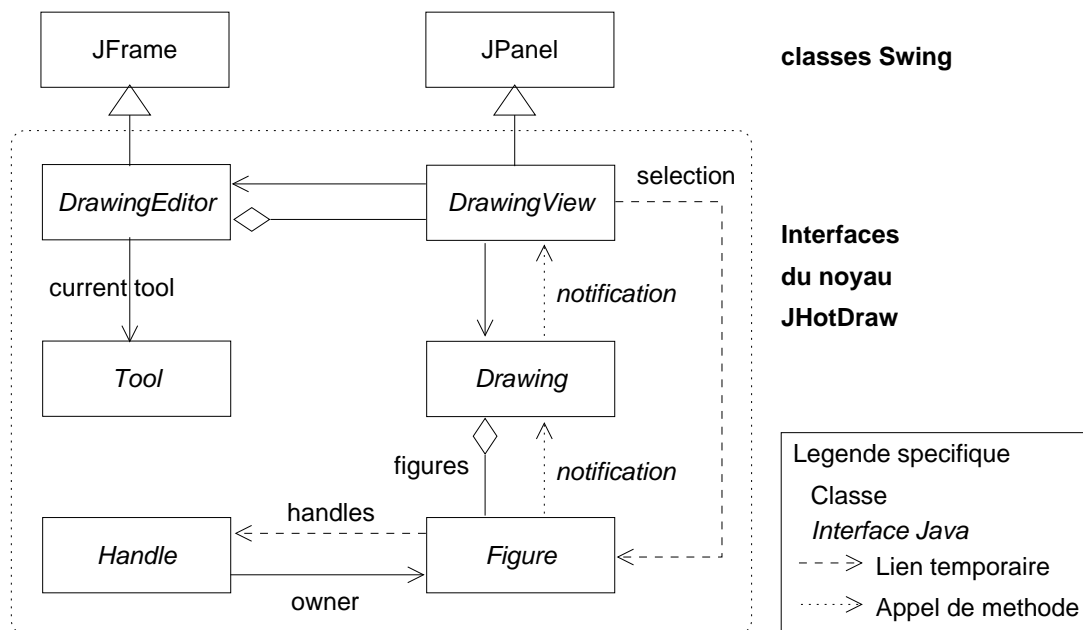 JFrame
JPanel
classes Swing
DrawingEditor
DrawingView
selection
Interfaces
du noyau
JHotDraw
current tool
notification
Tool
Drawing
figures
notification
handles
Handle
Figure
owner
Legende specifique
Classe
Interface Java
Lien temporaire
Appel de methode